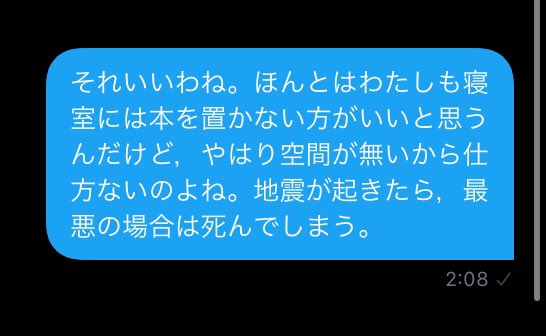 それいいわね。ほんとはわたしも寝
室には本を置かない方がいいと思う
んだけど，やはり空間が無いから仕
方ないのよね。地震が起きたら，最
悪の場合は死んでしまう。
2:08 ✓